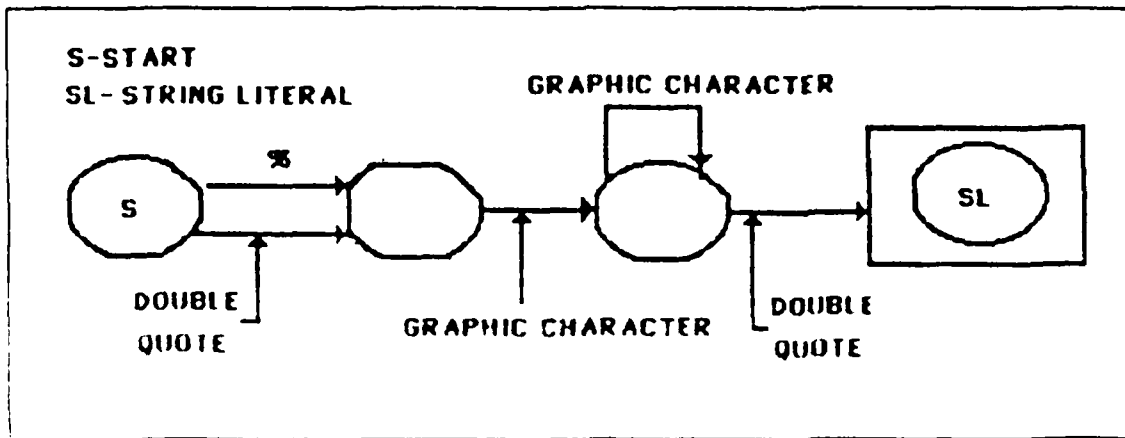 S-START
SL-STRING LITERAL
GRAPHIC CHARACTER
%
S
SL
DOUBLE
QUOTE
GRAPHIC CHARACTER
DOUBLE
QUOTE